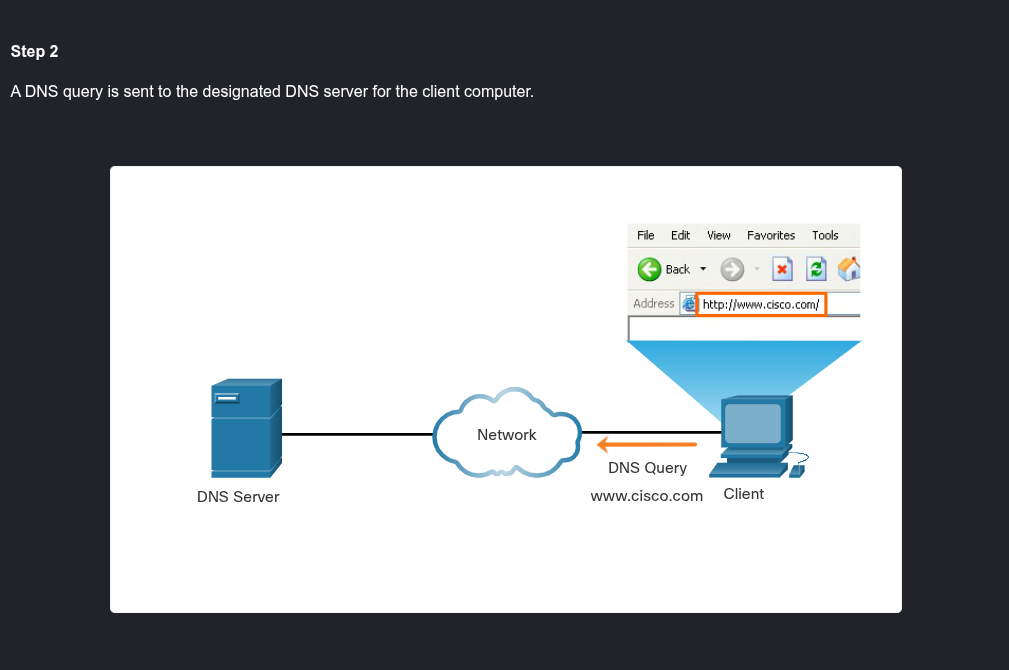 Step 2
A DNS query is sent to the designated DNS server for the client computer.
File Edit View Favorites Tools
Back
Address http://www.cisco.com/
Network
DNS Query
DNS Server
www.cisco.com
Client